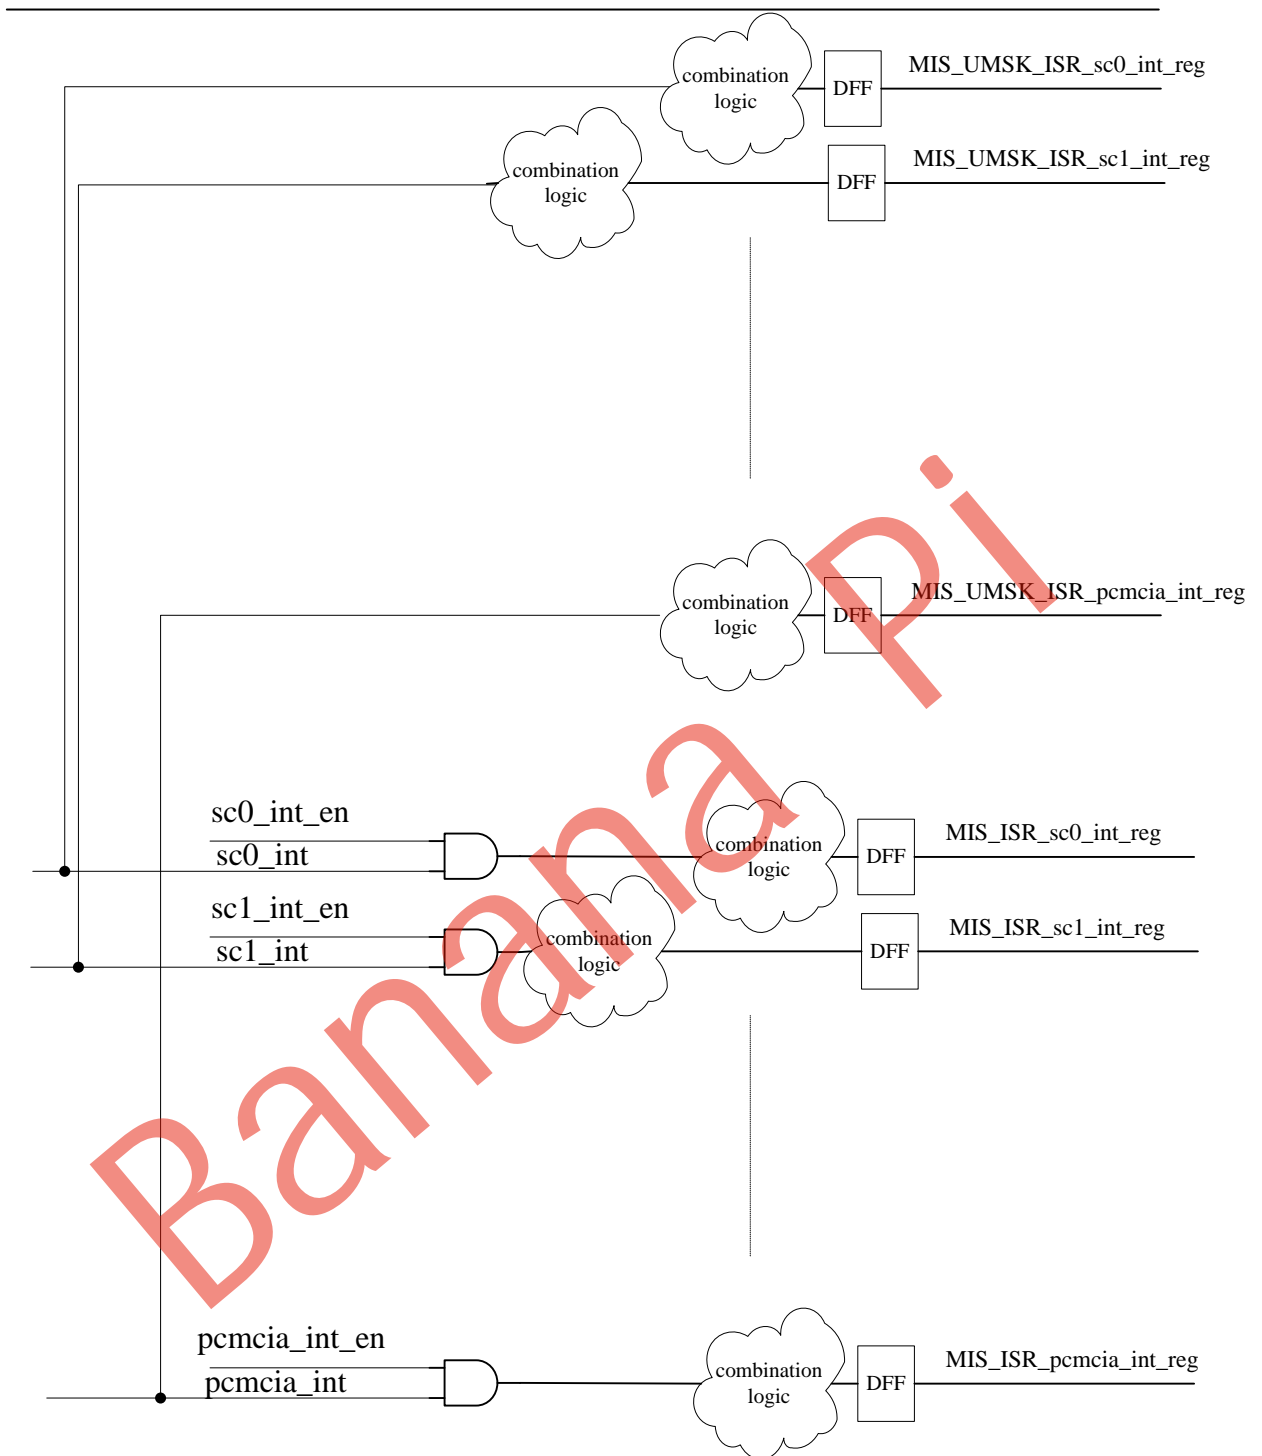 combination
logic
DFF
MIS_UMSK_ISR_sc0_int_reg
combination
logic
DFF
MIS_UMSK_ISR_sc1_int_reg
combination
logic
DFF
MIS_UMSK_ISR_pcmcia_int_reg
sc0_int_en
sc0_int
combination
logic
DFF
MIS_ISR_sc0_int_reg
sc1_int_en
sc1_int
combination
logic
DFF
MIS_ISR_sc1_int_reg
pcmcia_int_en
pcmcia_int
combination
logic
DFF
MIS_ISR_pcmcia_int_reg
Banana Pi